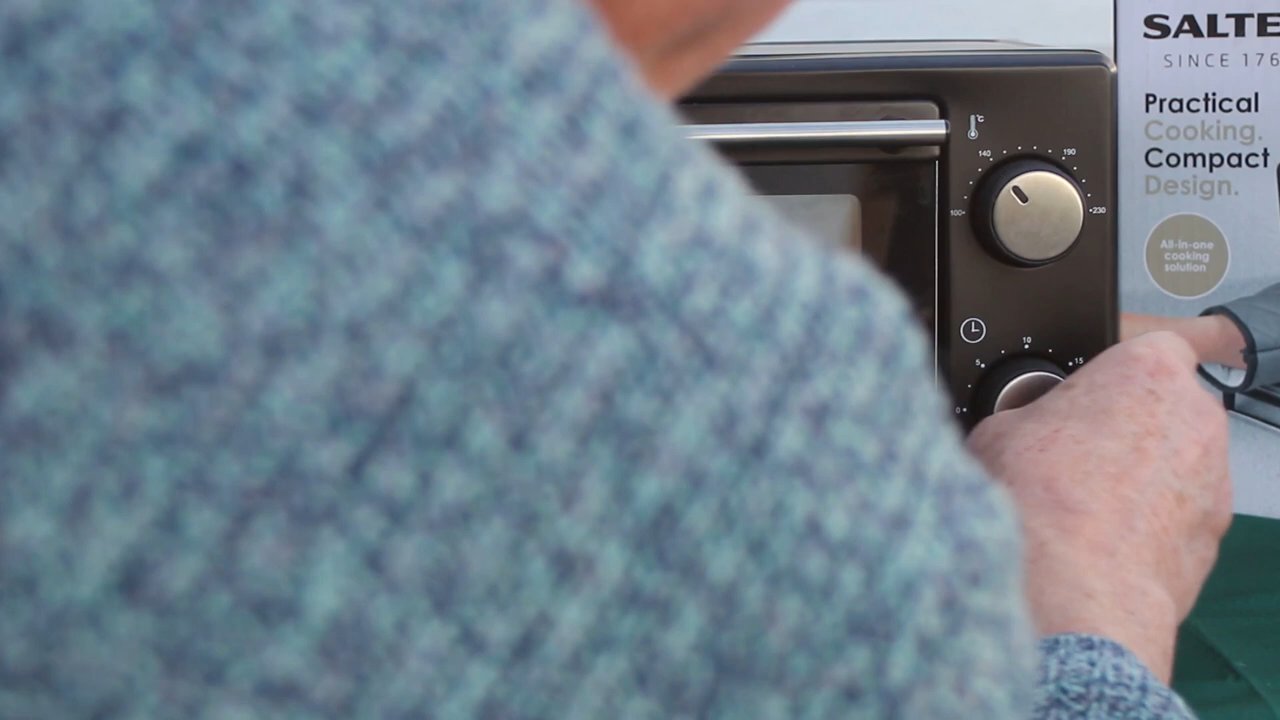 SALTE
SINCE 176
Practical
Cooking.
Compact
Design.
All-in-one
cooking
solution
°C
140
190
100
230
10
5
15
0